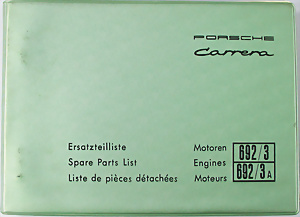 PORSCHE
Carrera
Ersatzteilliste Motoren 692/3
Spare Parts List Engines 692/3A
Liste de pièces détachées Moteurs